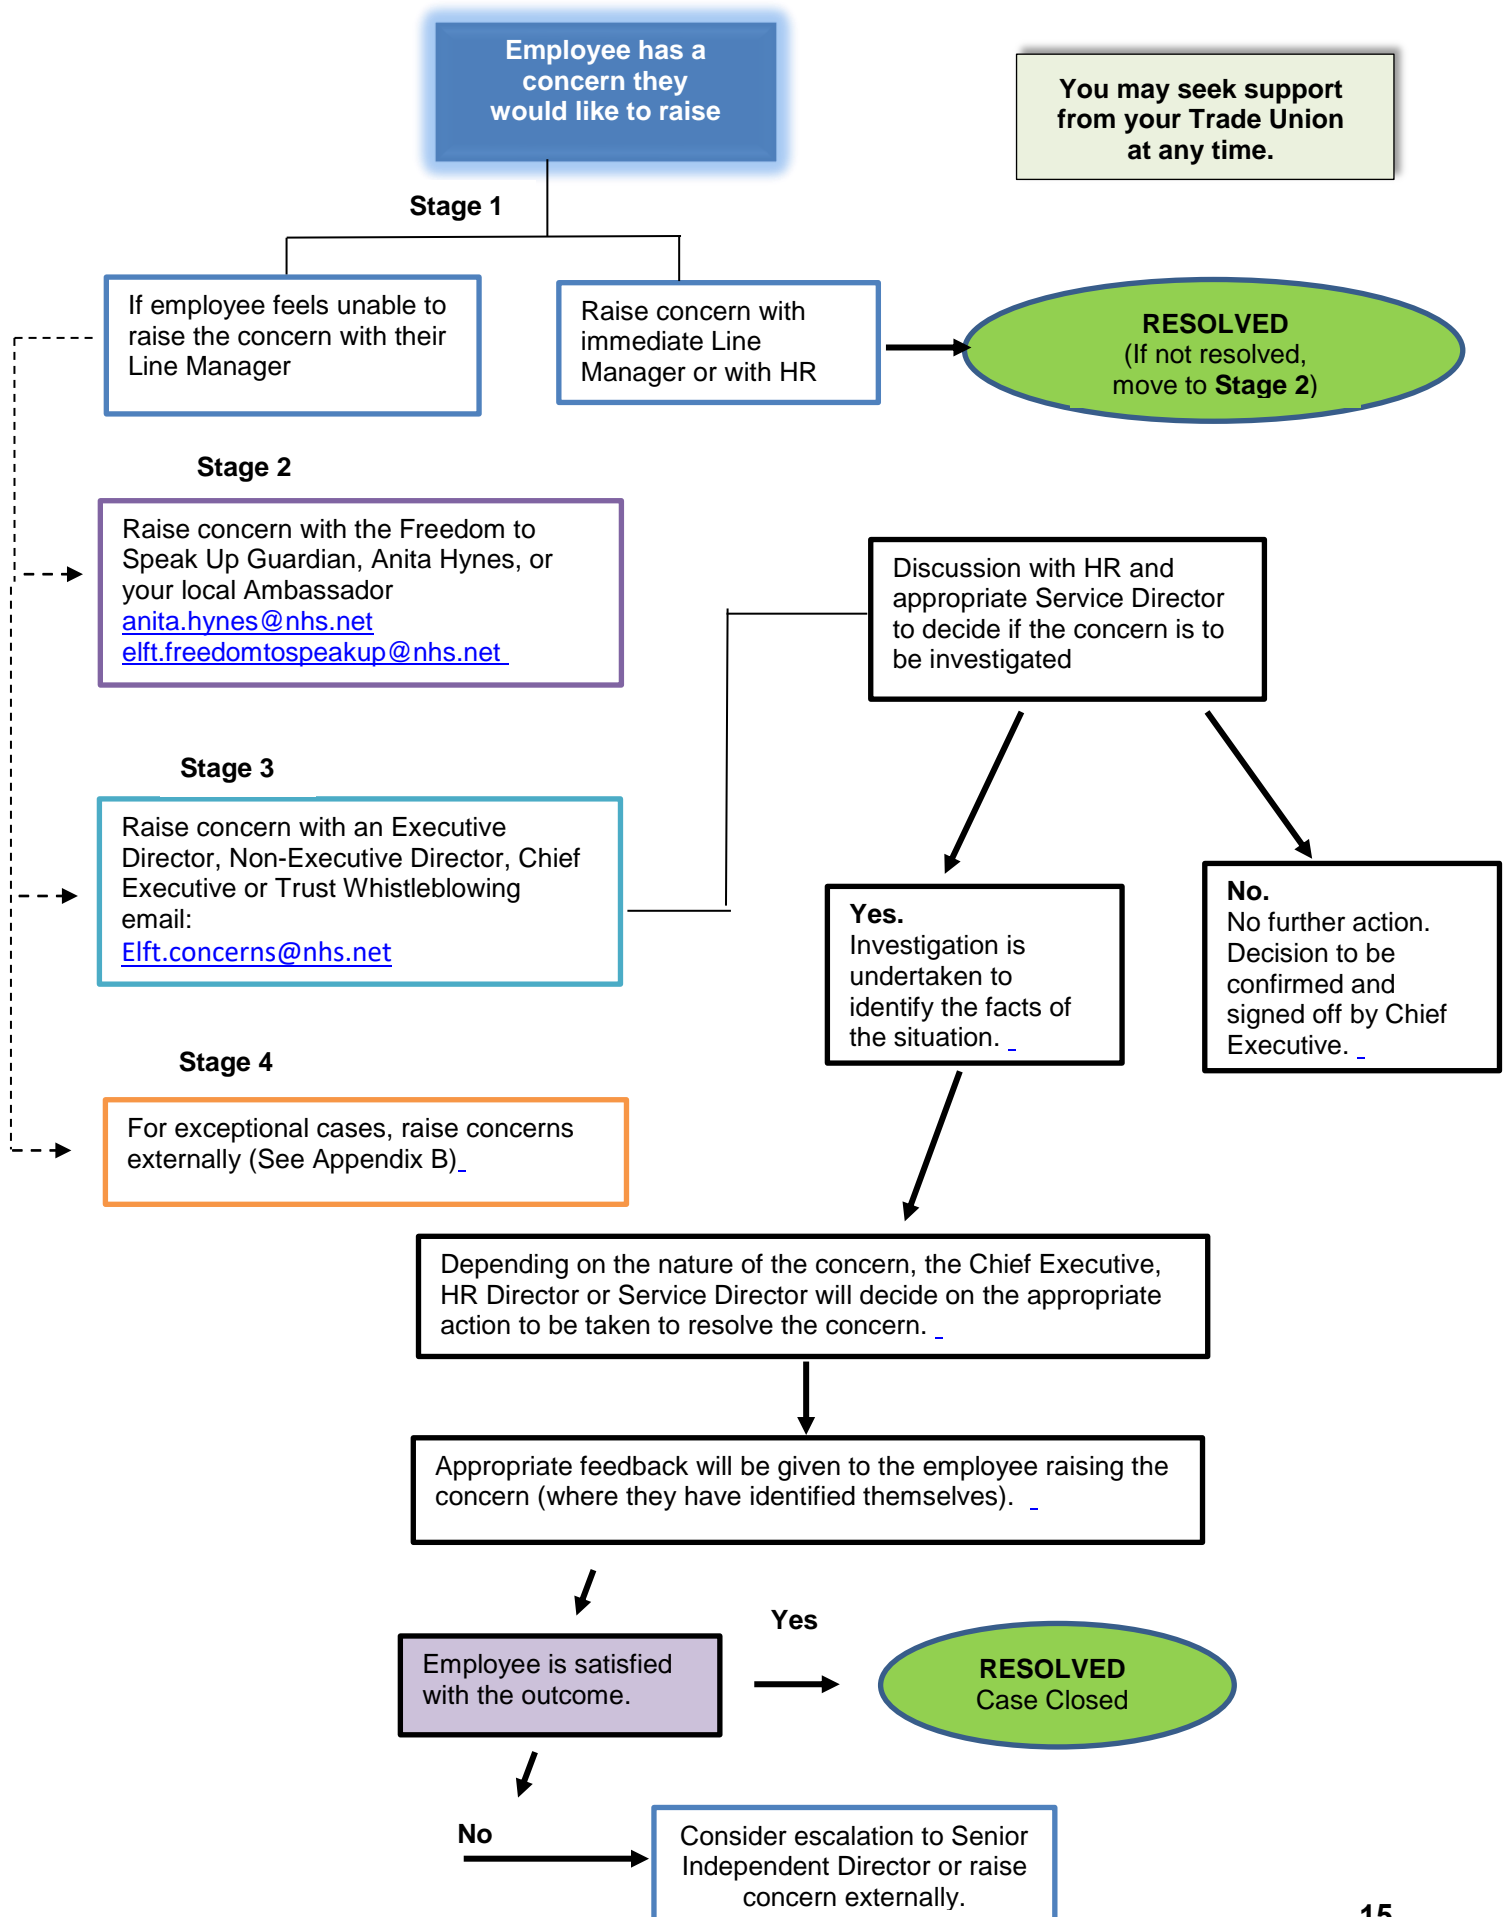 Employee has a
concern they
would like to raise
You may seek support
from your Trade Union
at any time.
Stage 1
If employee feels unable to
raise the concern with their
Line Manager
Raise concern with
immediate Line
Manager or with HR
RESOLVED
(If not resolved,
move to Stage 2)
Stage 2
Raise concern with the Freedom to
Speak Up Guardian, Anita Hynes, or
your local Ambassador
anita.hynes@nhs.net
elft.freedomtospeakup@nhs.net
Discussion with HR and
appropriate Service Director
to decide if the concern is to
be investigated
Stage 3
Raise concern with an Executive
Director, Non-Executive Director, Chief
Executive or Trust Whistleblowing
email:
Elft.concerns@nhs.net
Yes.
Investigation is
undertaken to
identify the facts of
the situation.
No.
No further action.
Decision to be
confirmed and
signed off by Chief
Executive.
Stage 4
For exceptional cases, raise concerns
externally (See Appendix B)
Depending on the nature of the concern, the Chief Executive,
HR Director or Service Director will decide on the appropriate
action to be taken to resolve the concern.
Appropriate feedback will be given to the employee raising the
concern (where they have identified themselves).
Employee is satisfied
with the outcome.
Yes
RESOLVED
Case Closed
No
Consider escalation to Senior
Independent Director or raise
concern externally.
15